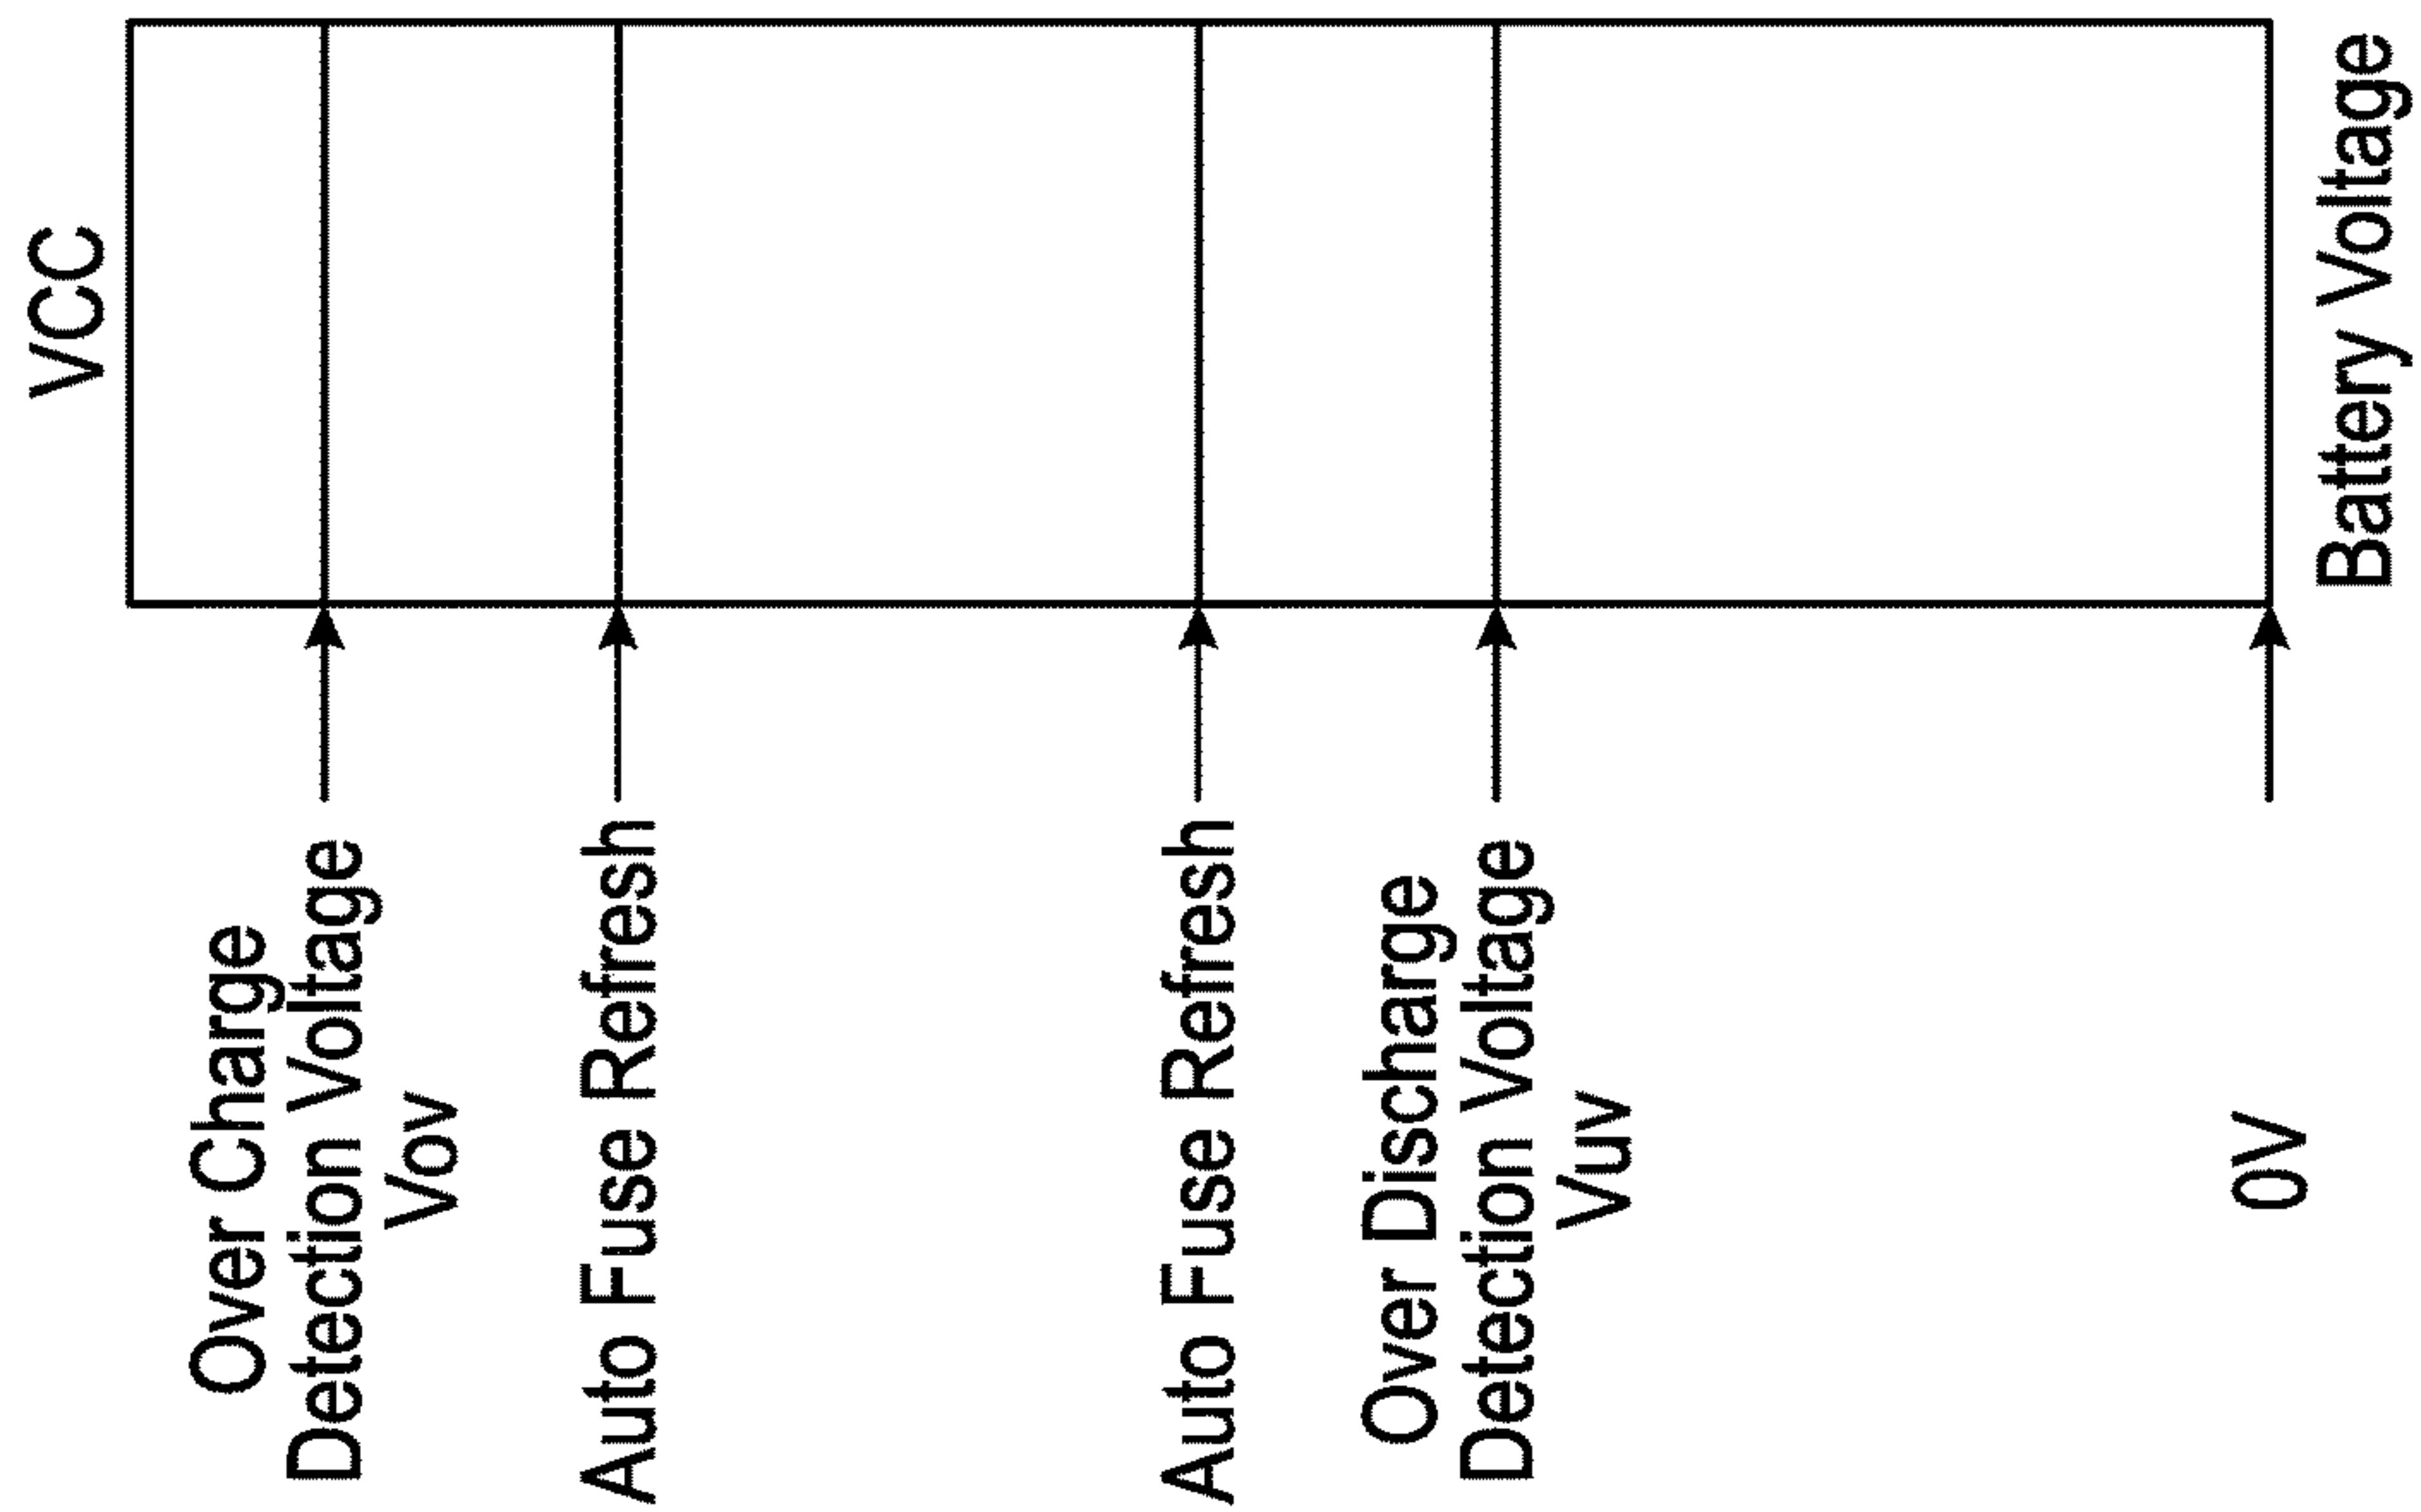 VCC
Over Charge
Detection Voltage
Vov
Auto Fuse Refresh
Auto Fuse Refresh
Over Discharge
Detection Voltage
Vuv
0V
Battery Voltage